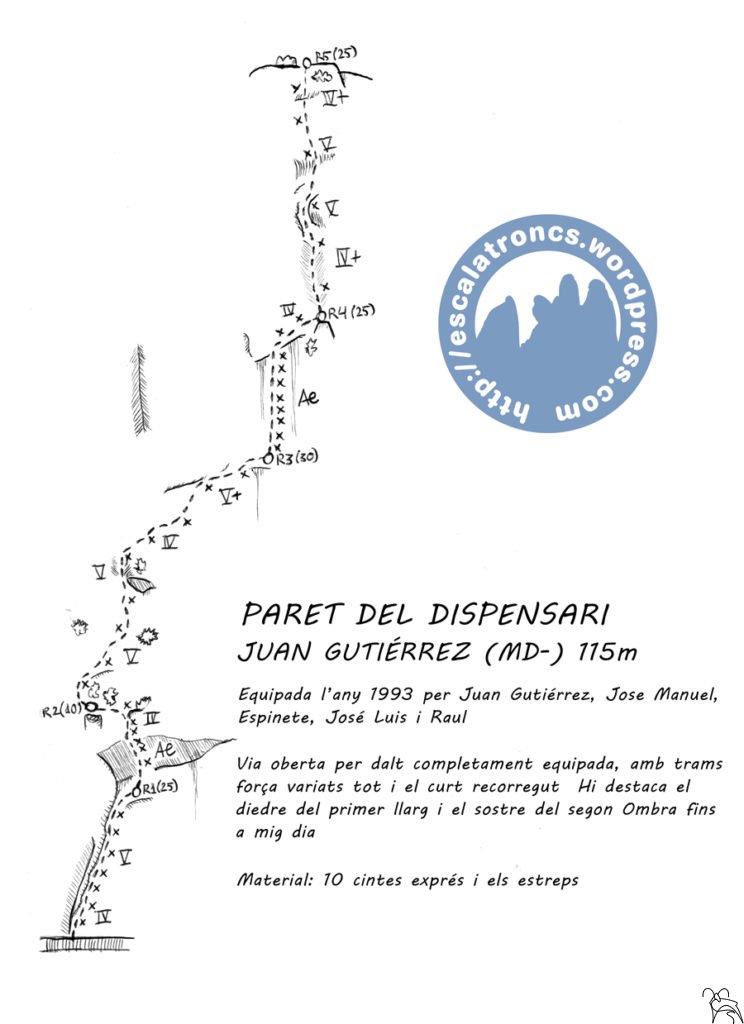 R5(25)
IV+
V
V
IV+
IV
R4(25)
Ae
R3(30)
V+
IV
V
V
R2(10)
IV
Ae
R1(25)
V
IV
http://escalatroncs.wordpress.com
PARET DEL DISPENSARI
JUAN GUTIÉRREZ (MD-) 115m
Equipada l'any 1993 per Juan Gutiérrez, Jose Manuel,
Espinete, José Luis i Raul
Via oberta per dalt completament equipada, amb trams
força variats tot i el curt recorregut Hi destaca el
diedre del primer llarg i el sostre del segon Ombra fins
a mig dia
Material: 10 cintes exprés i els estreps